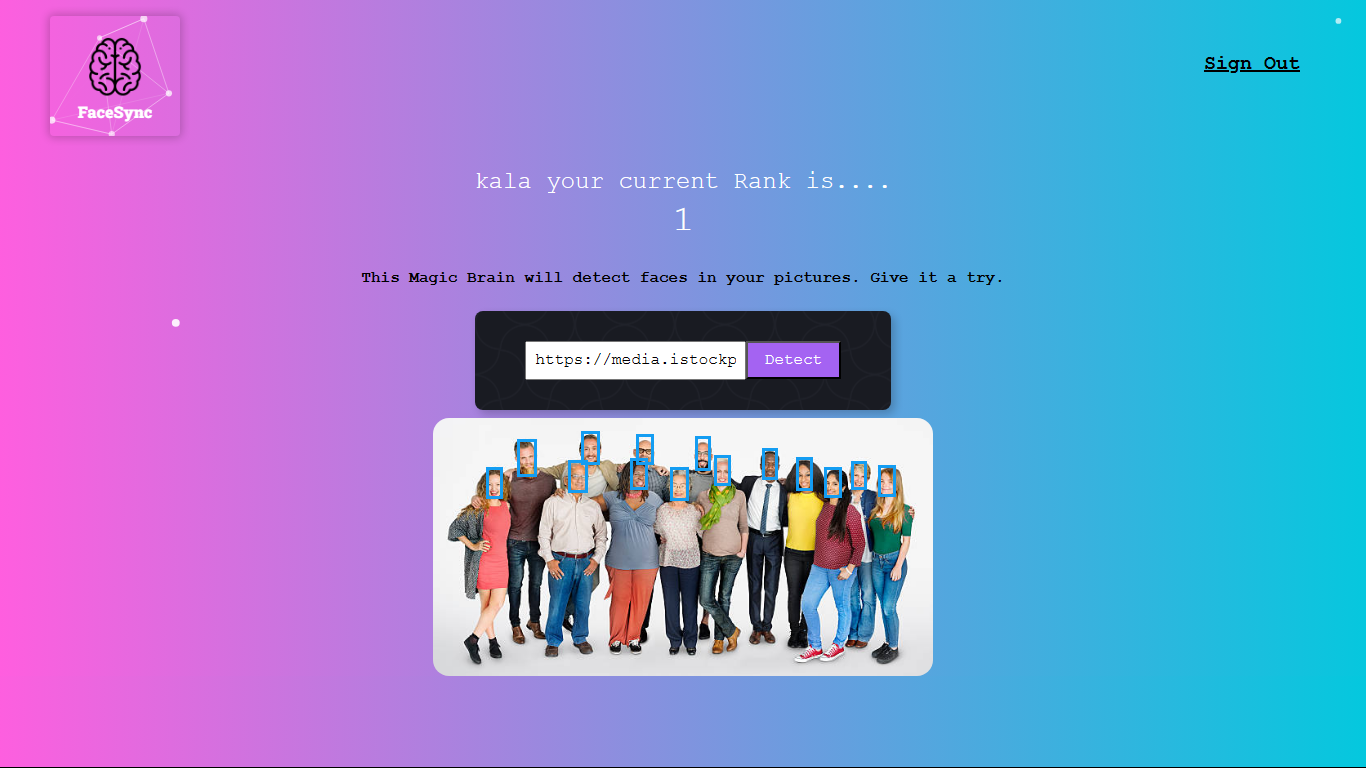 FaceSync
Sign Out
kala your current Rank is....
1
This Magic Brain will detect faces in your pictures. Give it a try.
https://media.istockp
Detect